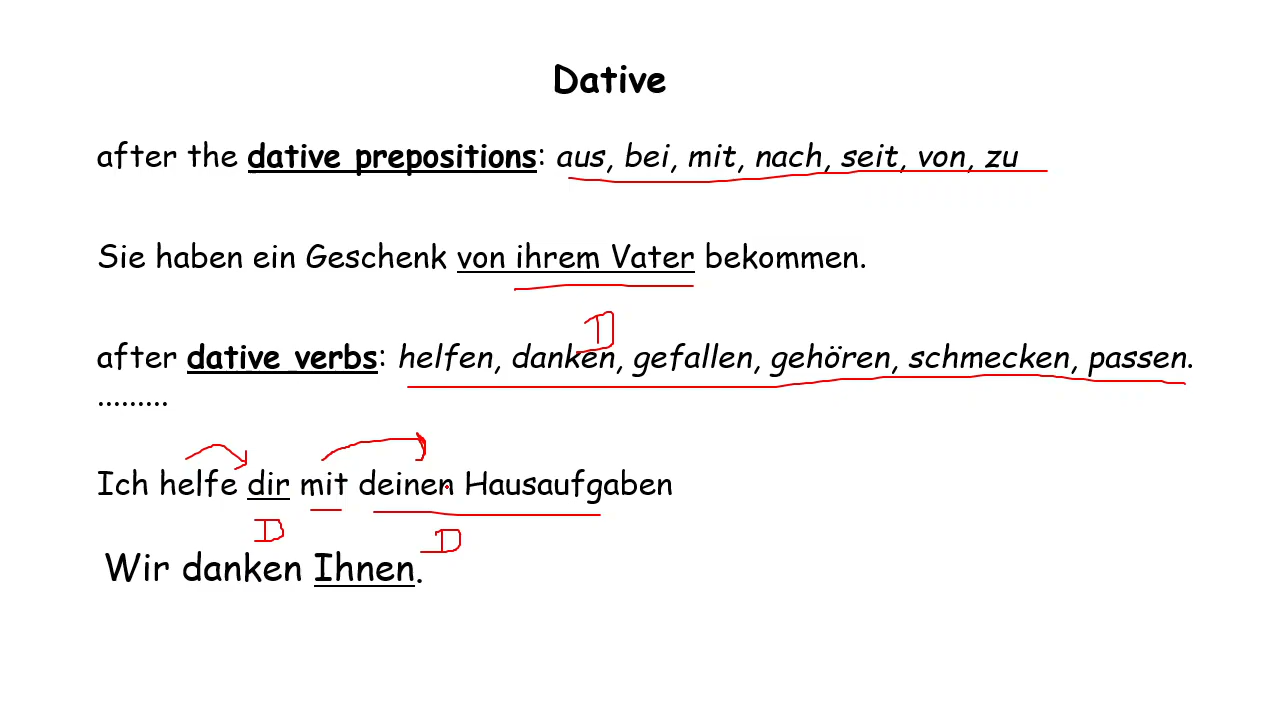 Dative
after the dative prepositions: aus, bei, mit, nach, seit, von, zu
Sie haben ein Geschenk von ihrem Vater bekommen.
D
after dative verbs: helfen, danken, gefallen, gehören, schmecken, passen.
.........
Ich helfe dir mit deinen Hausaufgaben
D D
Wir danken Ihnen.